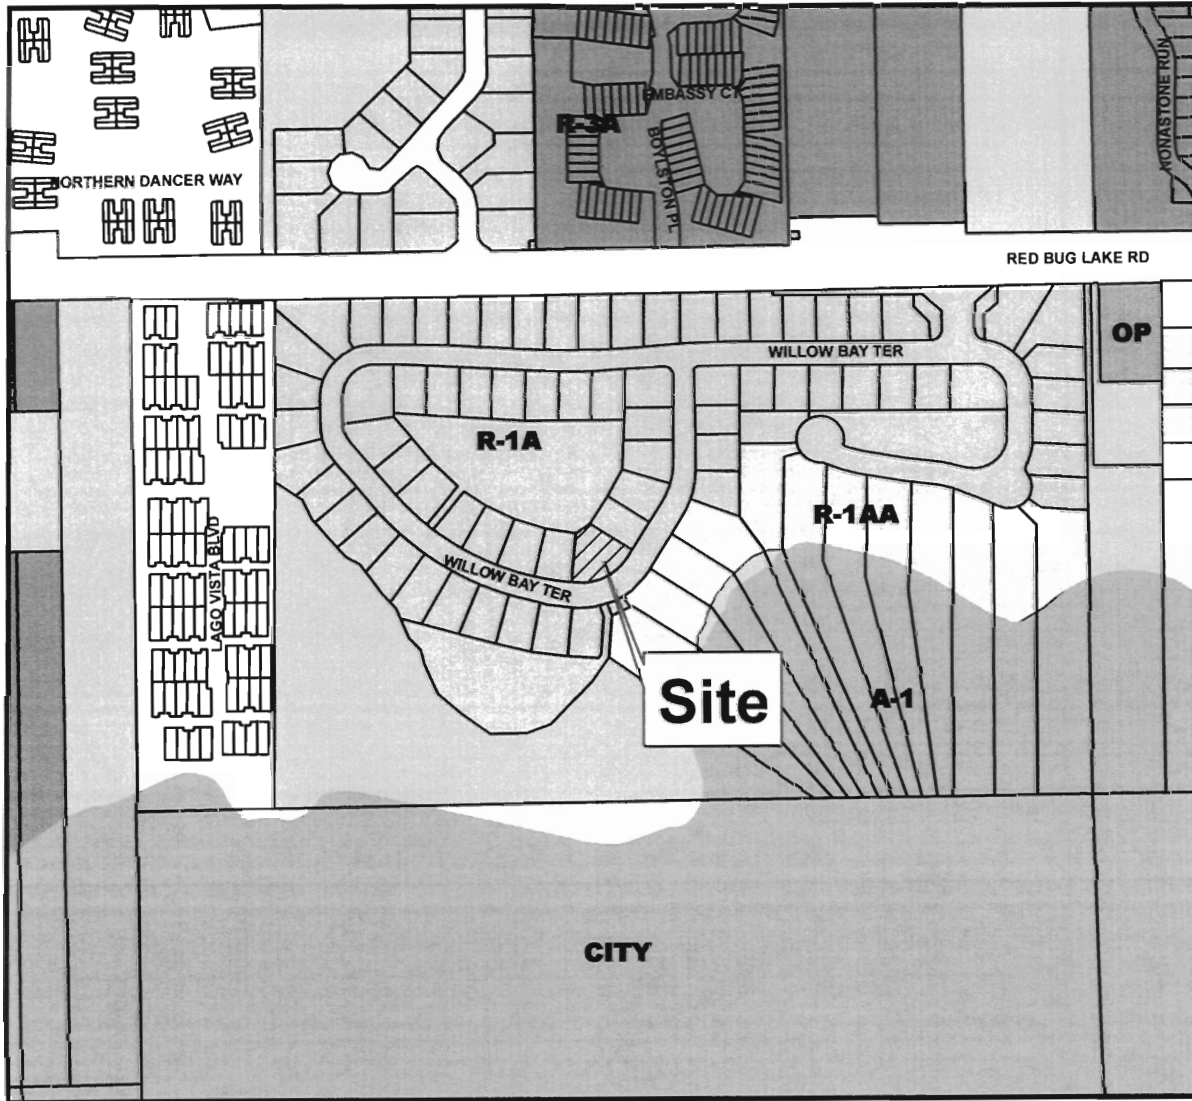 NONASTONE RUN
EMBASSY CT
R-3A
BOYLSTON PL
NORTHERN DANCER WAY
RED BUG LAKE RD
OP
WILLOW BAY TER
R-1A
R-1AA
LAGO VISTA BLVD
WILLOW BAY TER
Site
A-1
CITY